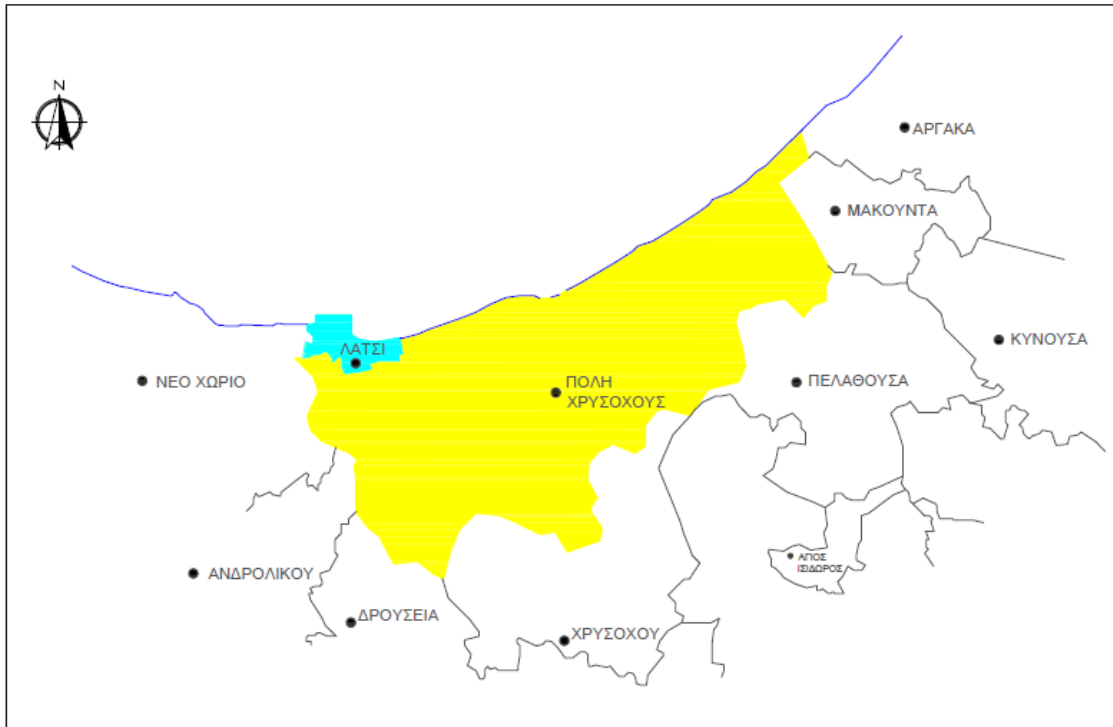 N
ΑΡΓΑΚΑ
ΜΑΚΟΥΝΤΑ
ΚΥΝΟΥΣΑ
ΛΑΤΣΙ
ΝΕΟ ΧΩΡΙΟ
ΠΟΛΗ
ΧΡΥΣΟΧΟΥΣ
ΠΕΛΑΘΟΥΣΑ
ΑΓΙΟΣ
ΙΣΙΔΩΡΟΣ
ΑΝΔΡΟΛΙΚΟΥ
ΔΡΟΥΣΕΙΑ
ΧΡΥΣΟΧΟΥ